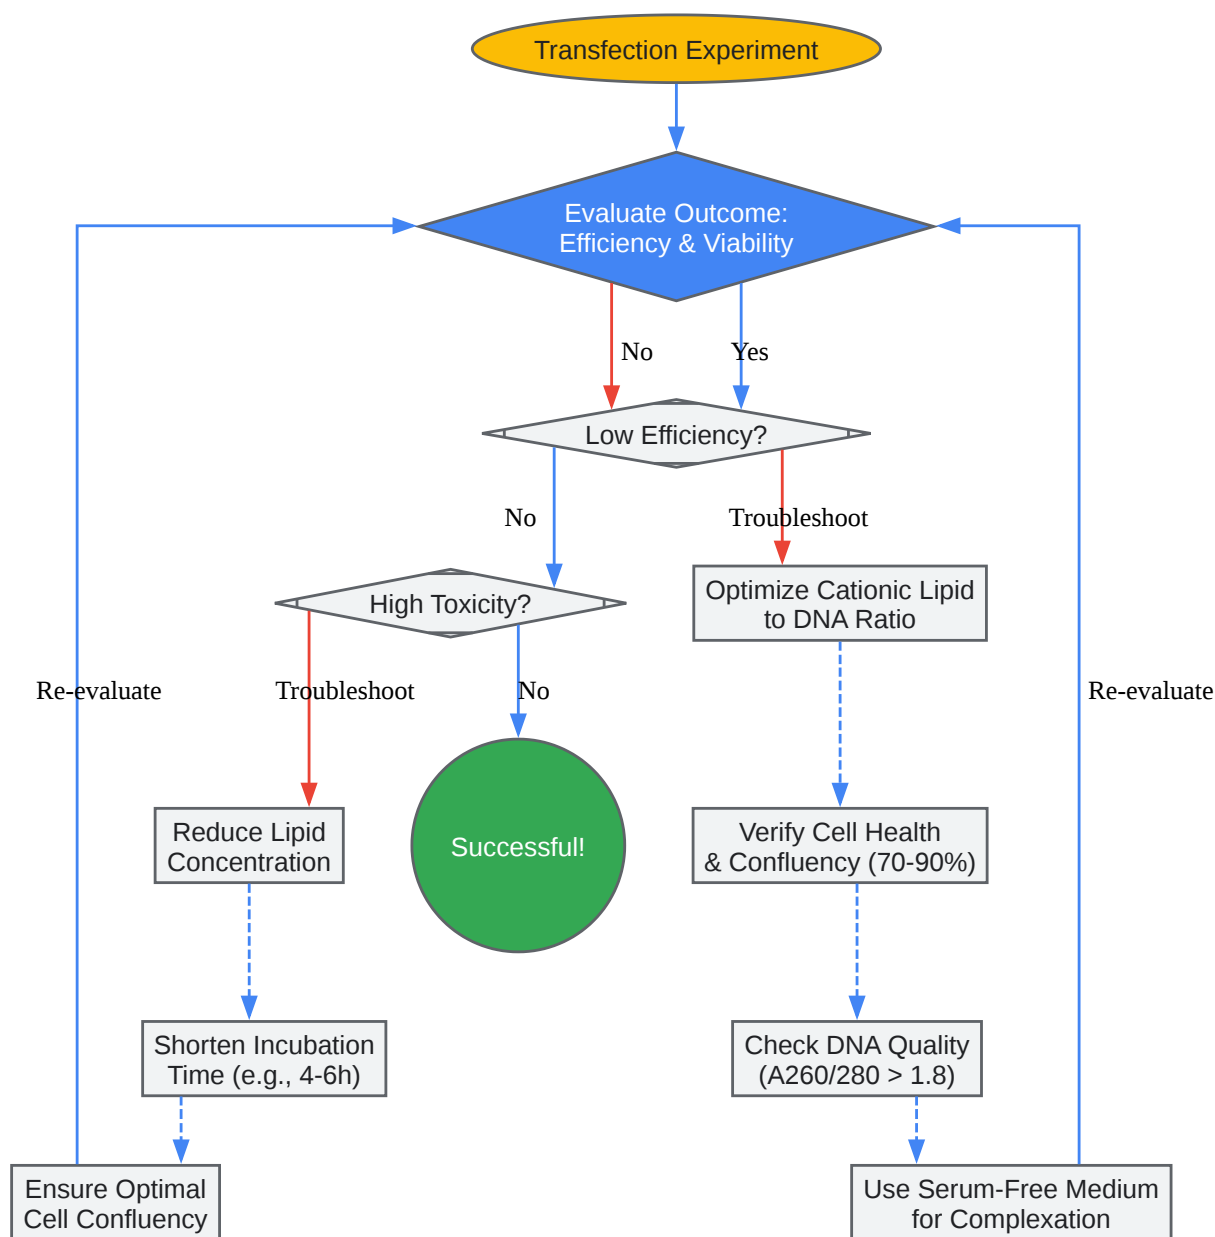 Transfection Experiment
Evaluate Outcome:
Efficiency & Viability
No
Yes
Low Efficiency?
No
Troubleshoot
High Toxicity?
Optimize Cationic Lipid
to DNA Ratio
Re-evaluate
Troubleshoot
No
Re-evaluate
Reduce Lipid
Concentration
Successful!
Verify Cell Health
& Confluency (70-90%)
Shorten Incubation
Time (e.g., 4-6h)
Check DNA Quality
(A260/280 > 1.8)
Ensure Optimal
Cell Confluency
Use Serum-Free Medium
for Complexation